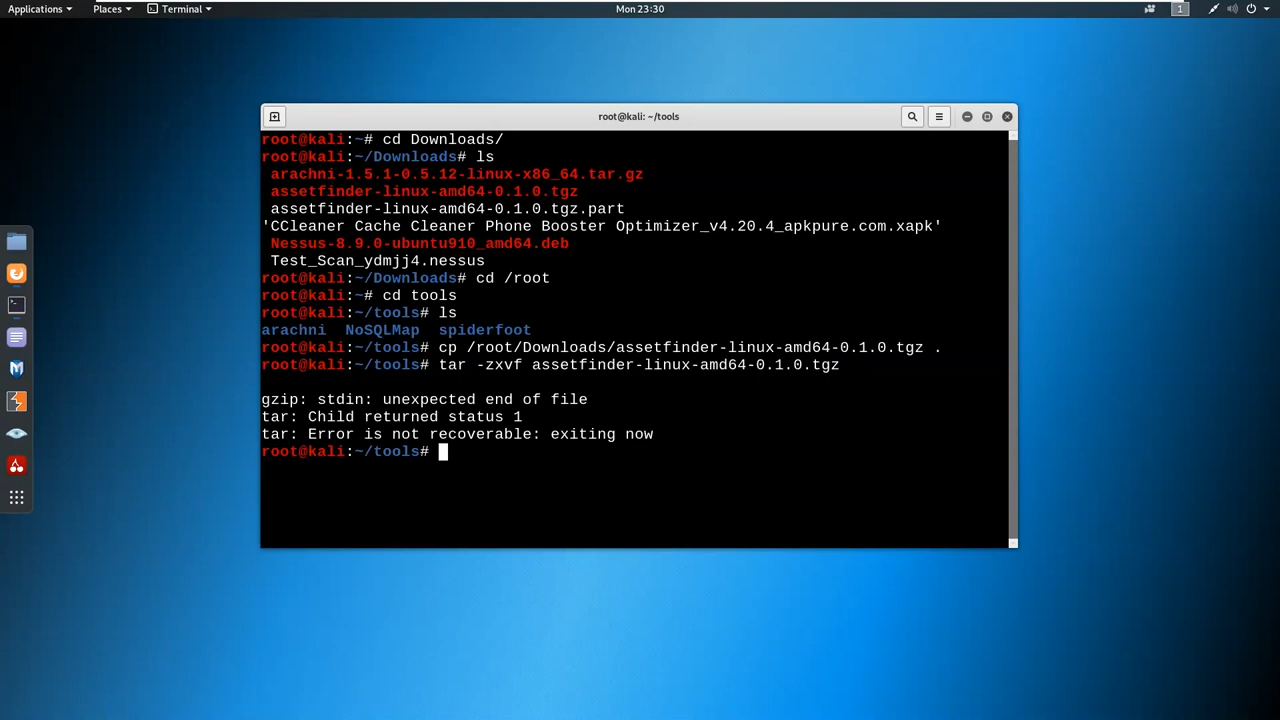 Applications Places Terminal Mon 23:30 1
root@kali: ~/tools
root@kali:~# cd Downloads/
root@kali:~/Downloads# ls
arachni-1.5.1-0.5.12-linux-x86_64.tar.gz
assetfinder-linux-amd64-0.1.0.tgz
assetfinder-linux-amd64-0.1.0.tgz.part
'CCleaner Cache Cleaner Phone Booster Optimizer_v4.20.4_apkpure.com.xapk'
Nessus-8.9.0-ubuntu910_amd64.deb
Test_Scan_ydmjj4.nessus
root@kali:~/Downloads# cd /root
root@kali:~# cd tools
root@kali:~/tools# ls
arachni NoSQLMap spiderfoot
root@kali:~/tools# cp /root/Downloads/assetfinder-linux-amd64-0.1.0.tgz .
root@kali:~/tools# tar -zxvf assetfinder-linux-amd64-0.1.0.tgz
gzip: stdin: unexpected end of file
tar: Child returned status 1
tar: Error is not recoverable: exiting now
root@kali:~/tools#